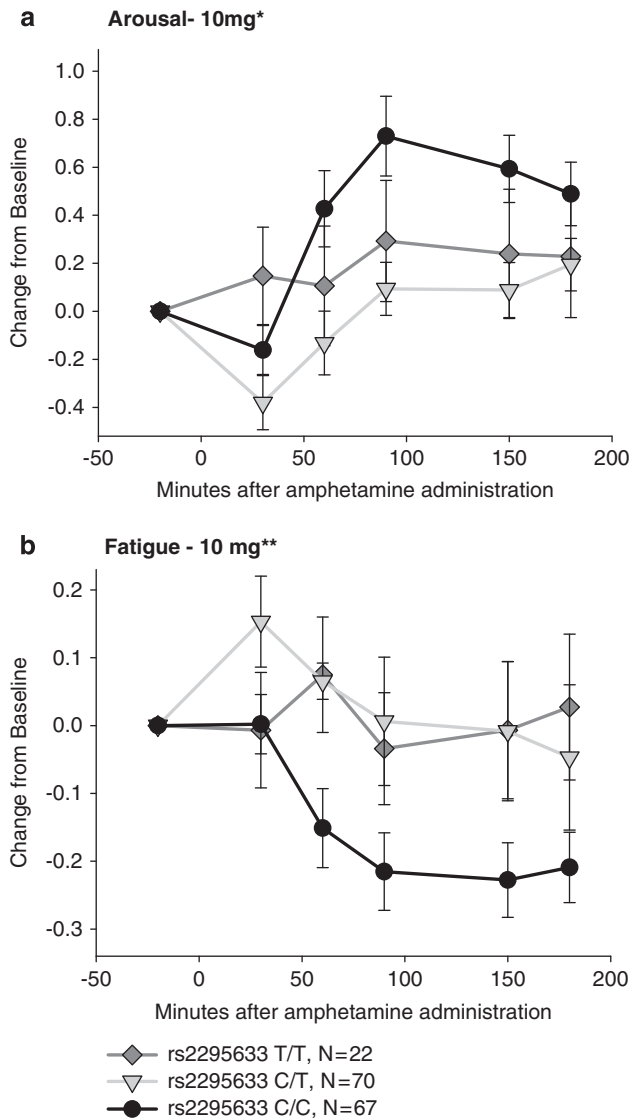 a Arousal- 10mg*
1.0
0.8
0.6
0.4
0.2
0.0
-0.2
-0.4
Change from Baseline
-50 0 50 100 150 200
Minutes after amphetamine administration
b Fatigue - 10 mg**
0.2
0.1
0.0
-0.1
-0.2
-0.3
Change from Baseline
-50 0 50 100 150 200
Minutes after amphetamine administration
rs2295633 T/T, N=22
rs2295633 C/T, N=70
rs2295633 C/C, N=67